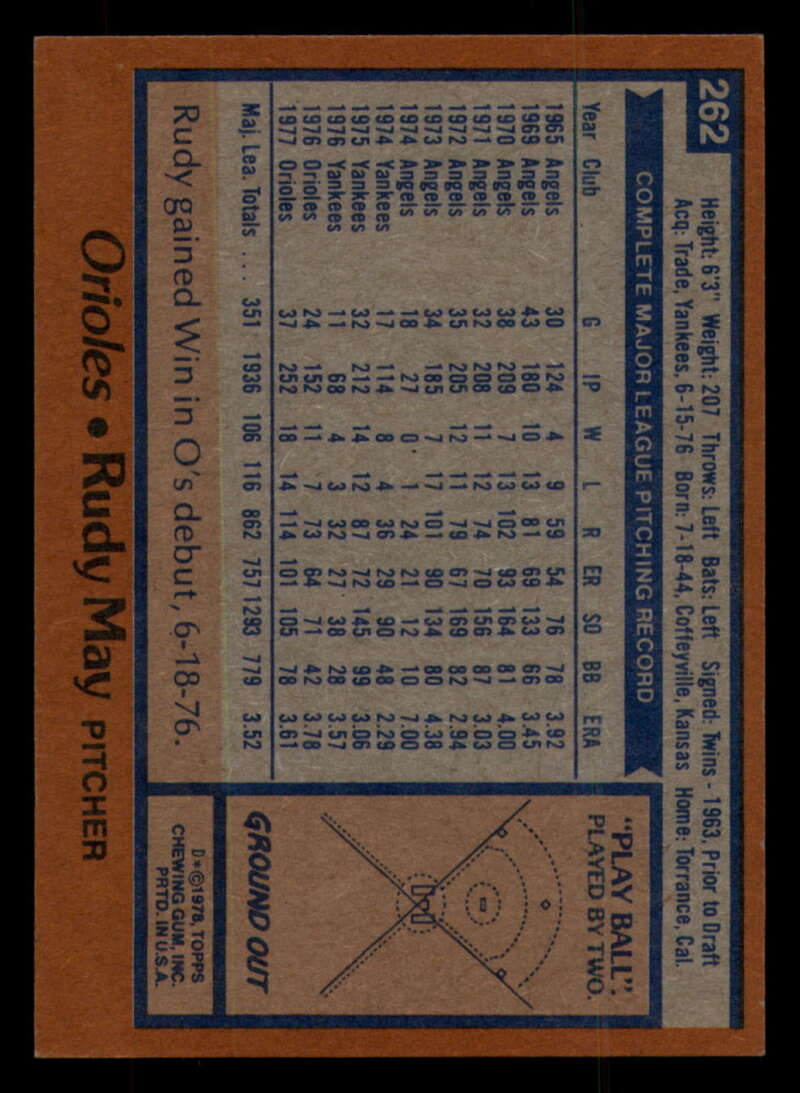 262
Height: 6'3" Weight: 207 Throws: Left Bats: Left Signed: Twins - 1963, Prior to Draft
Acq: Trade, Yankees, 6-15-76 Born: 7-18-44, Coffeyville, Kansas Home: Torrance, Cal.
COMPLETE MAJOR LEAGUE PITCHING RECORD
Year Club G IP W L R ER SO BB ERA
1965 Angels 30 124 4 9 59 54 76 78 3.92
1969 Angels 43 180 10 13 81 69 133 66 3.45
1970 Angels 38 209 7 13 102 93 164 81 4.00
1971 Angels 32 208 11 12 74 70 156 87 3.03
1972 Angels 35 205 12 11 79 67 169 82 2.94
1973 Angels 34 185 7 17 101 90 134 80 4.38
1974 Angels 18 27 0 1 24 21 12 10 7.00
1974 Yankees 17 114 8 4 36 29 90 48 2.29
1975 Yankees 32 212 14 12 87 72 145 99 3.06
1976 Yankees 11 68 4 3 32 27 38 28 3.57
1976 Orioles 24 152 11 7 73 64 71 42 3.78
1977 Orioles 37 252 18 14 114 101 105 78 3.61
Maj. Lea. Totals ... 351 1936 106 116 862 757 1293 779 3.52
Rudy gained Win in O's debut, 6-18-76.
"PLAY BALL".
PLAYED BY TWO.
GROUND OUT
D*©1978, TOPPS
CHEWING GUM, INC.
PRTD. IN U.S.A.
Orioles • Rudy May PITCHER